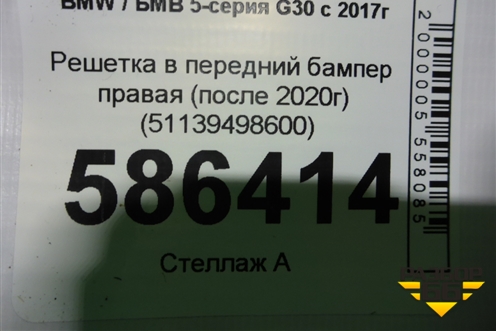 BMW / БМВ 5-серия G30 с 2017г
Решетка в передний бампер
правая (после 2020г)
(51139498600)
586414
Стеллаж А
2000005558085